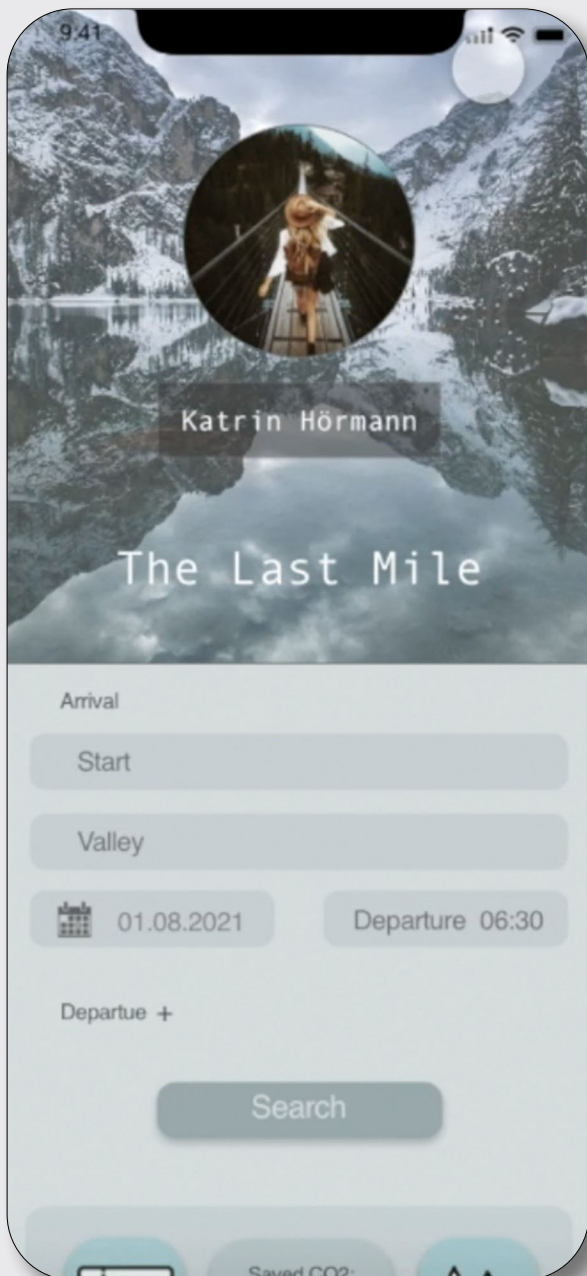 9:41
Katrin Hörmann
The Last Mile
Arrival
Start
Valley
01.08.2021
Departure 06:30
Departue +
Search
Saved CO2: